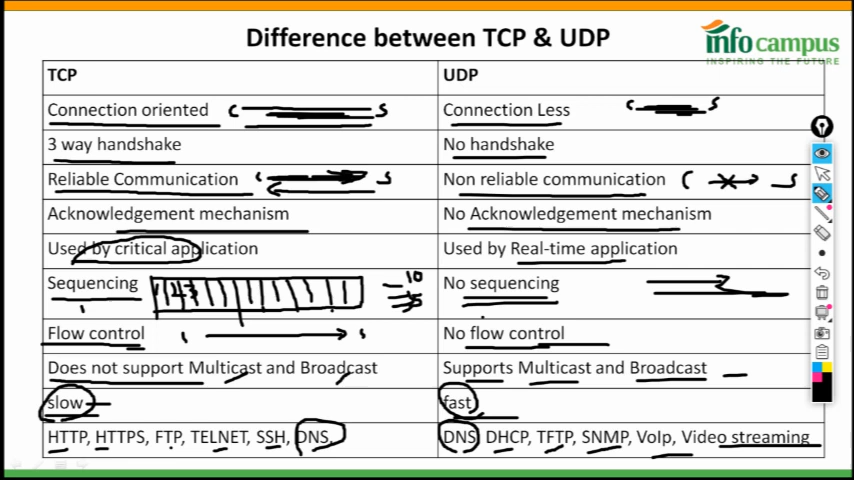 Difference between TCP & UDP
info campus
INSPIRING THE FUTURE
TCP
UDP
Connection oriented C S
Connection Less C S
3 way handshake
No handshake
Reliable Communication C S
Non reliable communication C S
Acknowledgement mechanism
No Acknowledgement mechanism
Used by critical application
Used by Real-time application
Sequencing
10
No sequencing
Flow control
No flow control
Does not support Multicast and Broadcast
Supports Multicast and Broadcast
slow
fast
HTTP, HTTPS, FTP, TELNET, SSH, DNS,
DNS, DHCP, TFTP, SNMP, VoIp, Video streaming